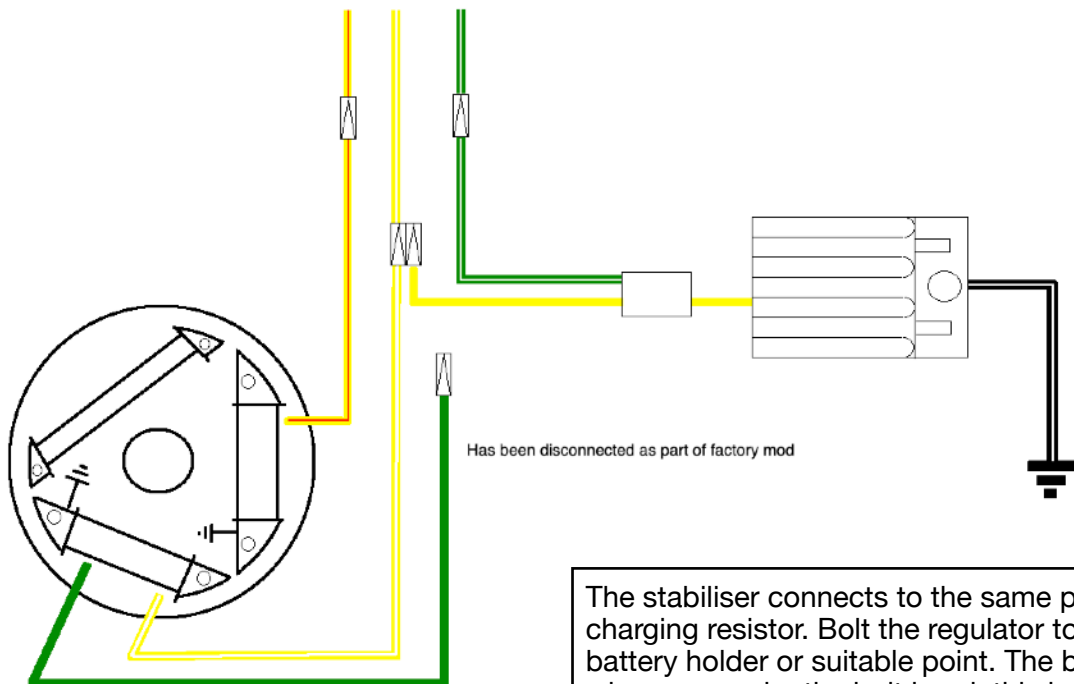 Has been disconnected as part of factory mod
The stabiliser connects to the same p
charging resistor. Bolt the regulator to
battery holder or suitable point. The b